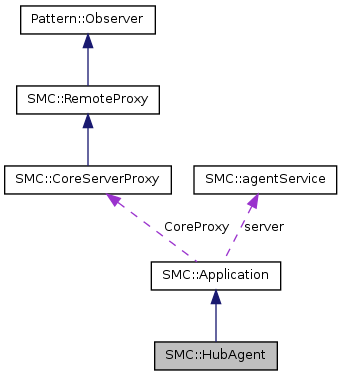 Pattern::Observer
SMC::RemoteProxy
SMC::CoreServerProxy
SMC::agentService
CoreProxy
server
SMC::Application
SMC::HubAgent